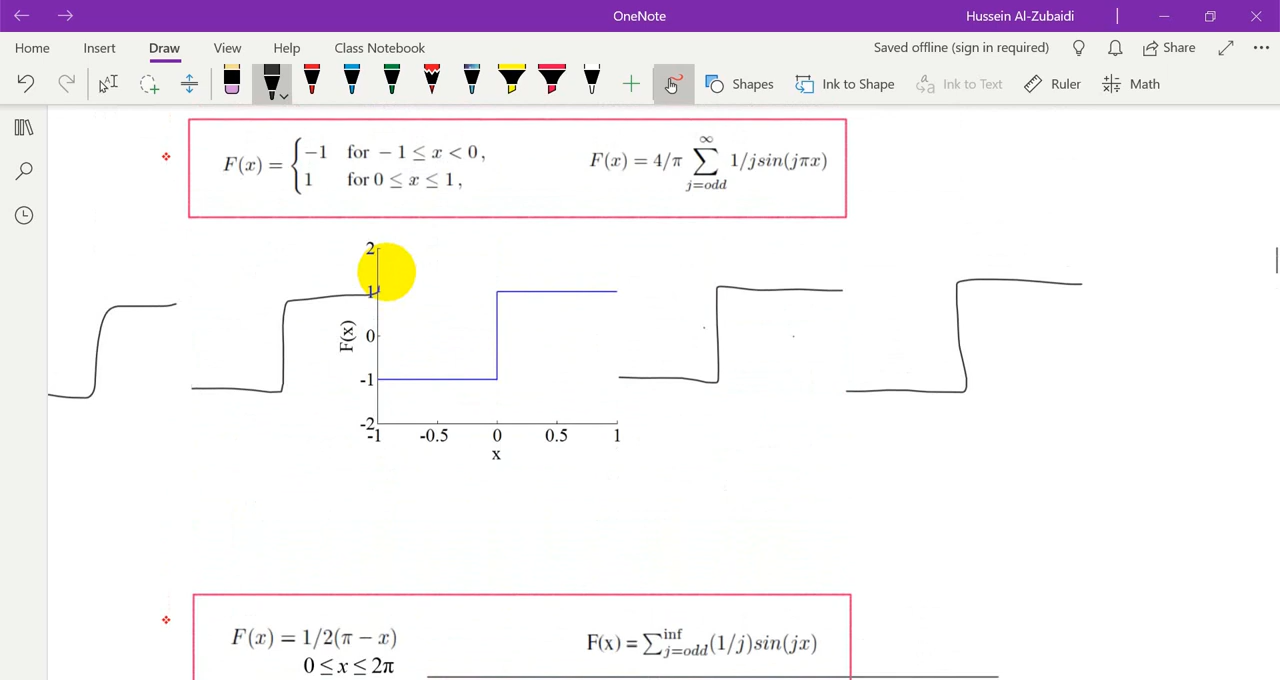 OneNote
Hussein Al-Zubaidi
Home Insert Draw View Help Class Notebook
Saved offline (sign in required)
Share
Shapes
Ink to Shape
Ink to Text
Ruler
Math
F(x) = { −1 for − 1 ≤ x < 0,
1 for 0 ≤ x ≤ 1,
F(x) = 4/π ∑_{j=odd}^{∞} 1/jsin(jπx)
2
1
0
-1
-2
F(x)
-1 -0.5 0 0.5 1
x
F(x) = 1/2(π − x)
0 ≤ x ≤ 2π
F(x) = ∑_{j=odd}^{inf}(1/j)sin(jx)